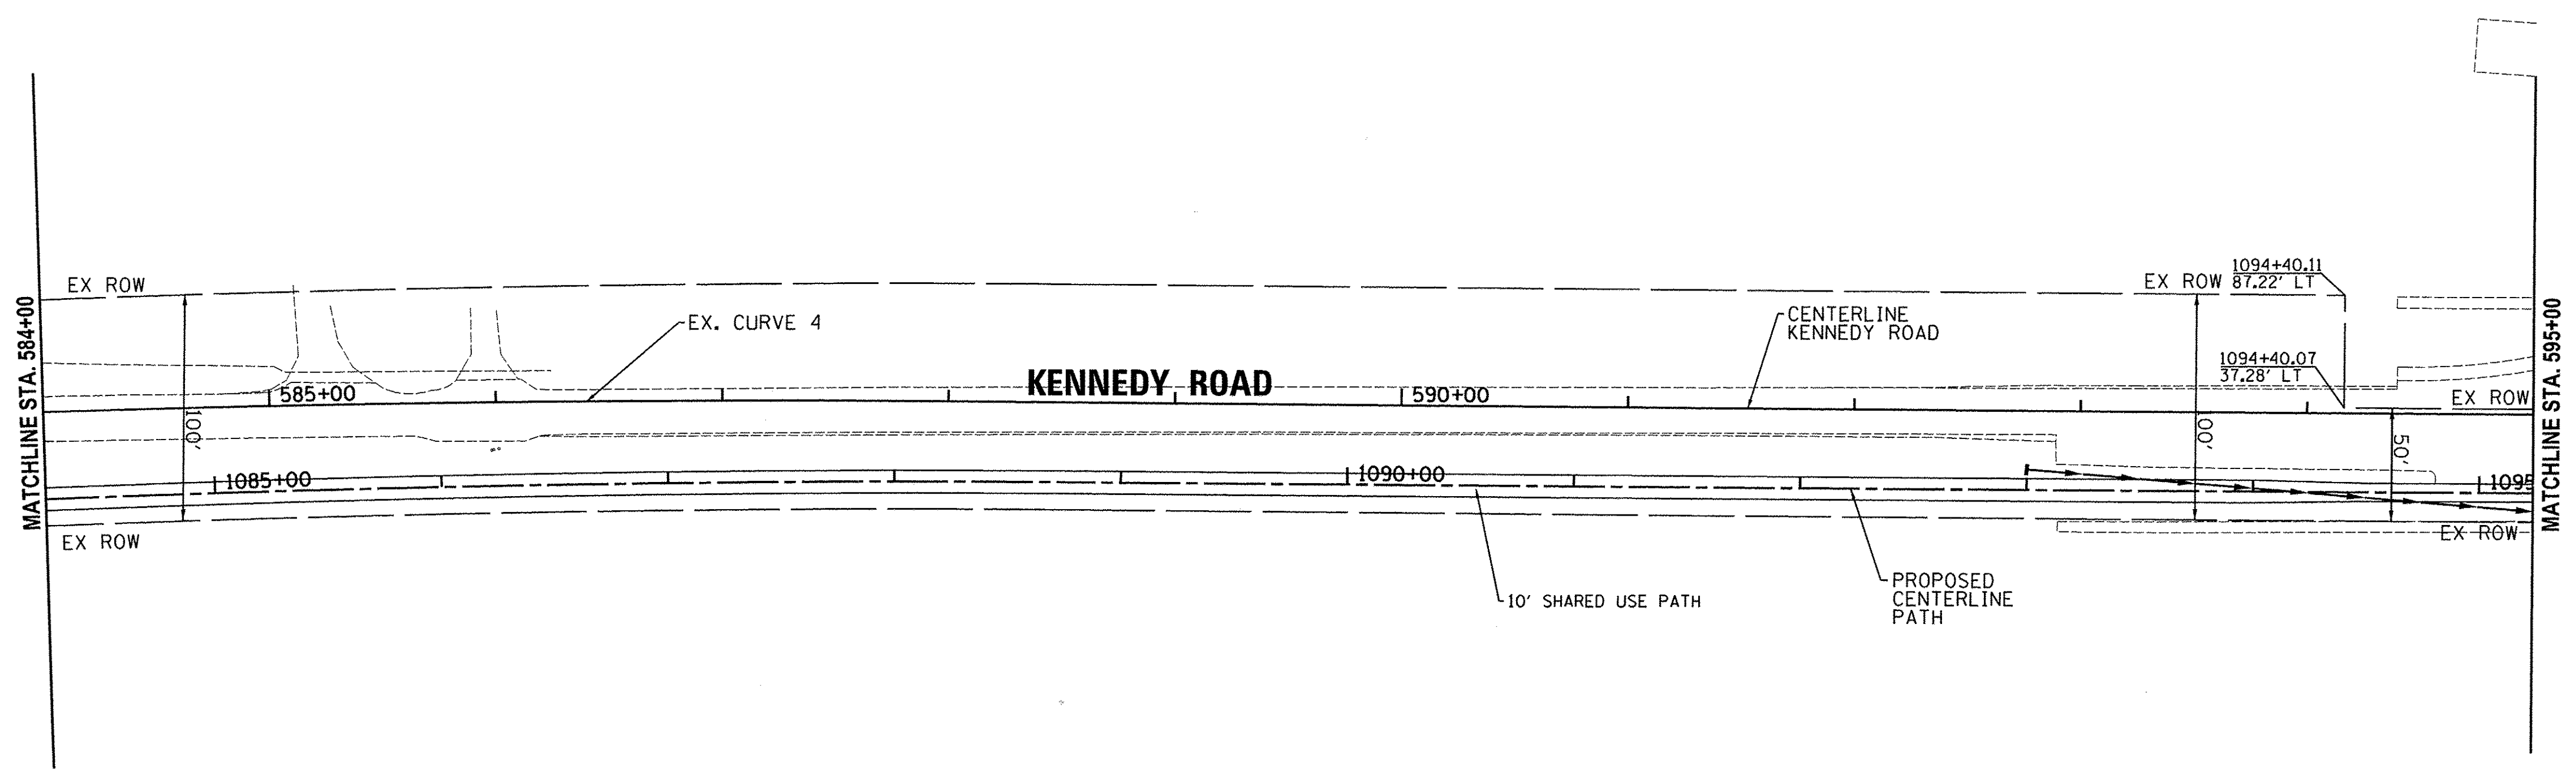 MATCHLINE STA. 584+00
EX ROW
100'
EX ROW
585+00
1085+00
EX. CURVE 4
KENNEDY ROAD
590+00
1090+00
10' SHARED USE PATH
CENTERLINE
KENNEDY ROAD
PROPOSED
CENTERLINE
PATH
EX ROW
1094+40.11
87.22' LT
1094+40.07
37.28' LT
00'
50'
EX ROW
1095
EX ROW
MATCHLINE STA. 595+00